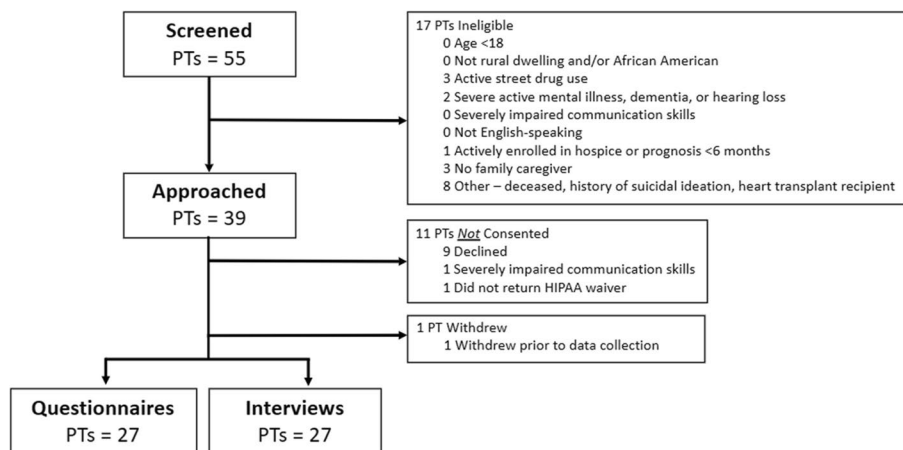 Screened
PTs = 55
17 PTs Ineligible
0 Age <18
0 Not rural dwelling and/or African American
3 Active street drug use
2 Severe active mental illness, dementia, or hearing loss
0 Severely impaired communication skills
0 Not English-speaking
1 Actively enrolled in hospice or prognosis <6 months
3 No family caregiver
8 Other – deceased, history of suicidal ideation, heart transplant recipient
Approached
PTs = 39
11 PTs Not Consented
9 Declined
1 Severely impaired communication skills
1 Did not return HIPAA waiver
1 PT Withdrew
1 Withdrew prior to data collection
Questionnaires
PTs = 27
Interviews
PTs = 27